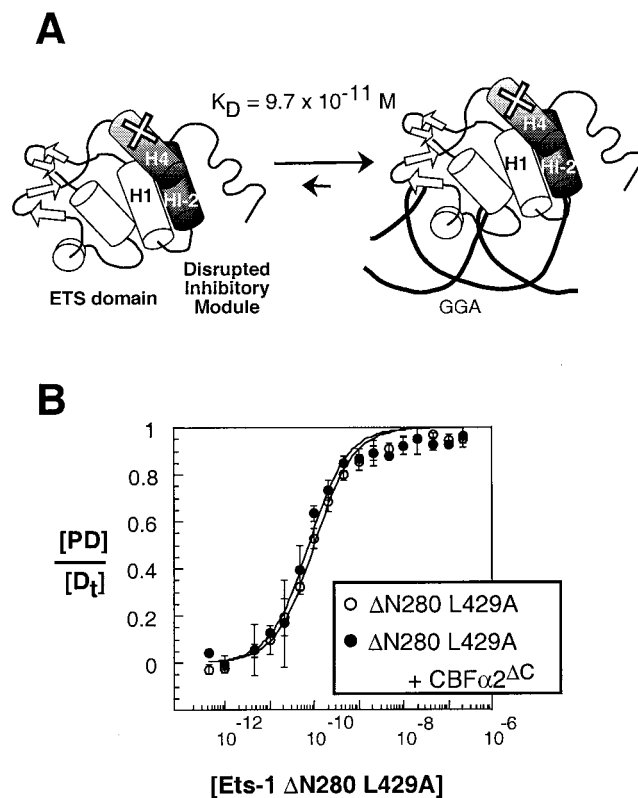 A
K_D = 9.7 x 10^-11 M
H4
H1
HI-2
H4
H1
HI-2
ETS domain
Disrupted
Inhibitory
Module
GGA
B
1
0.8
0.6
0.4
0.2
0
[PD]
[D_t]
○ ΔN280 L429A
● ΔN280 L429A
+ CBFα2^ΔC
10^-12 10^-10 10^-8 10^-6
[Ets-1 ΔN280 L429A]